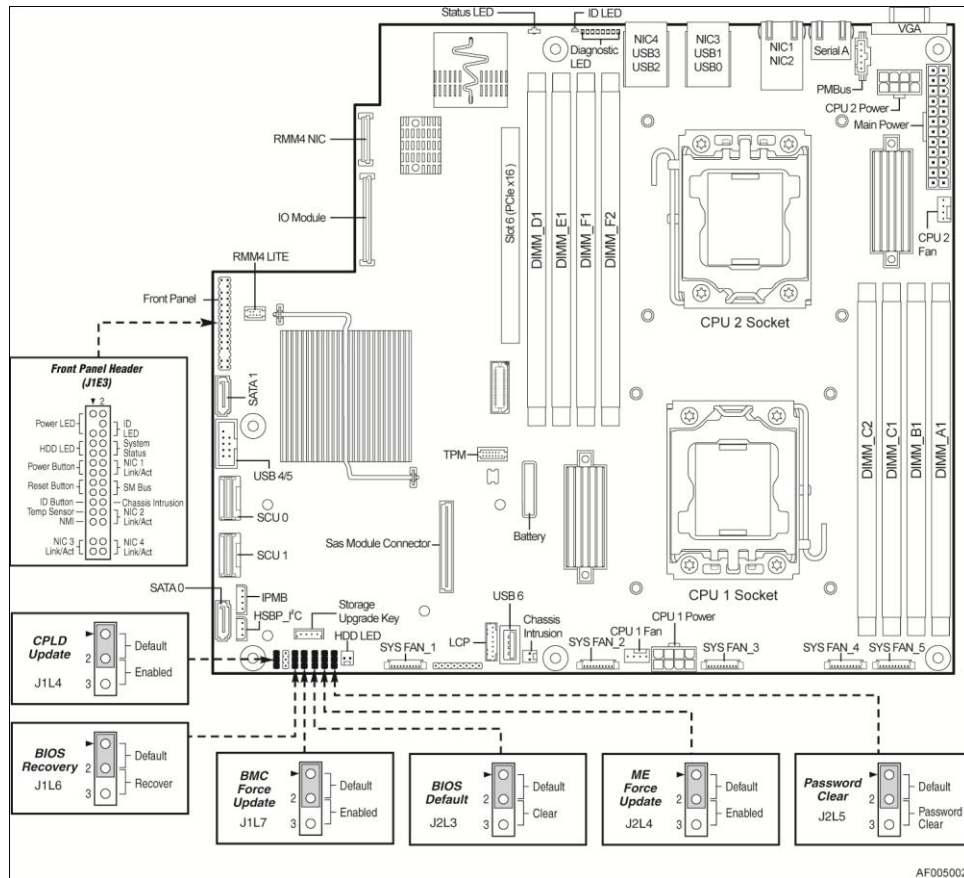 Status LED
ID LED
Diagnostic
LED
NIC4
USB3
USB2
NIC3
USB1
USB0
NIC1
NIC2
Serial A
VGA
PMBus
CPU 2 Power
Main Power
RMM4 NIC
IO Module
RMM4 LITE
Front Panel
Slot 6 (PCIe x16)
DIMM_D1
DIMM_E1
DIMM_F1
DIMM_F2
CPU 2
Fan
CPU 2 Socket
Front Panel Header
(J1E3)
2
Power LED
ID
LED
HDD LED
System
Status
Power Button
NIC 1
Link/Act
Reset Button
SM Bus
ID Button
Chassis Intrusion
Temp Sensor
NIC 2
Link/Act
NMI
NIC 3
Link/Act
NIC 4
Link/Act
SATA 1
USB 4/5
SCU 0
SCU 1
TPM
Battery
Sas Module Connector
DIMM_C2
DIMM_C1
DIMM_B1
DIMM_A1
CPU 1 Socket
SATA 0
IPMB
HSBP_I²C
Storage
Upgrade Key
HDD LED
SYS FAN_1
LCP
USB 6
Chassis
Intrusion
SYS FAN_2
CPU 1 Fan
CPU 1 Power
SYS FAN_3
SYS FAN_4
SYS FAN_5
CPLD
Update
J1L4
2
3
Default
Enabled
BIOS
Recovery
J1L6
2
3
Default
Recover
BMC
Force
Update
J1L7
2
3
Default
Enabled
BIOS
Default
J2L3
2
3
Default
Clear
ME
Force
Update
J2L4
2
3
Default
Enabled
Password
Clear
J2L5
2
3
Default
Password
Clear
AF005002